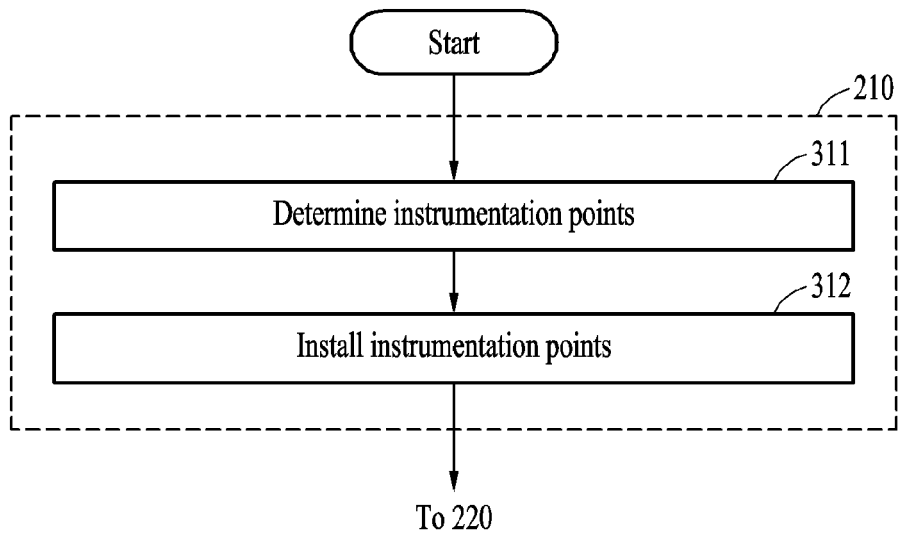 Start
210
311
Determine instrumentation points
312
Install instrumentation points
To 220